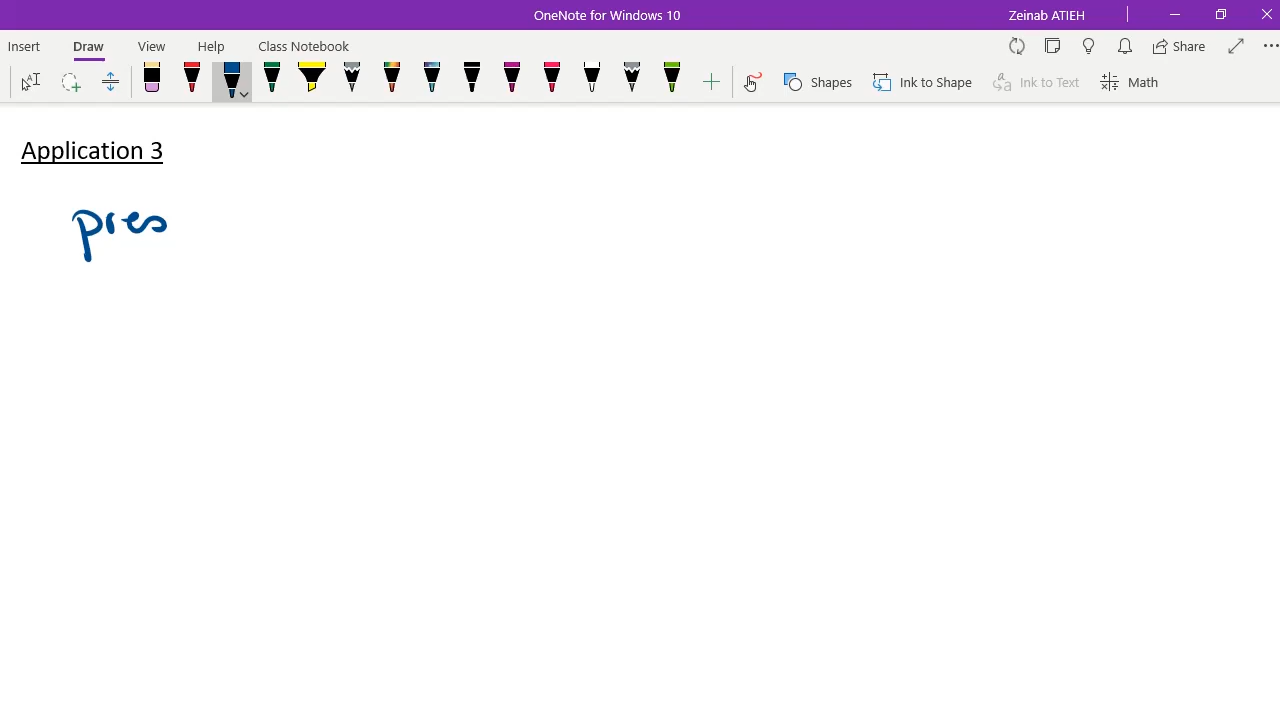 OneNote for Windows 10
Zeinab ATIEH
Insert Draw View Help Class Notebook Share
Shapes Ink to Shape Ink to Text Math
Application 3
pres